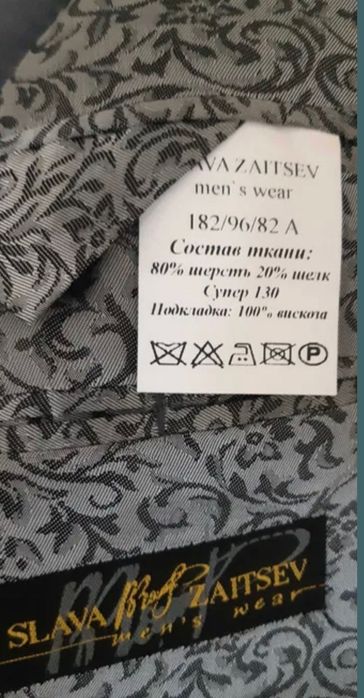 VA ZAITSEV
men's wear
182/96/82 А
Состав ткани:
80% шерсть 20% шелк
Супер 130
Подкладка: 100% вискоза
P
SLAVA ZAITSEV
men's wear